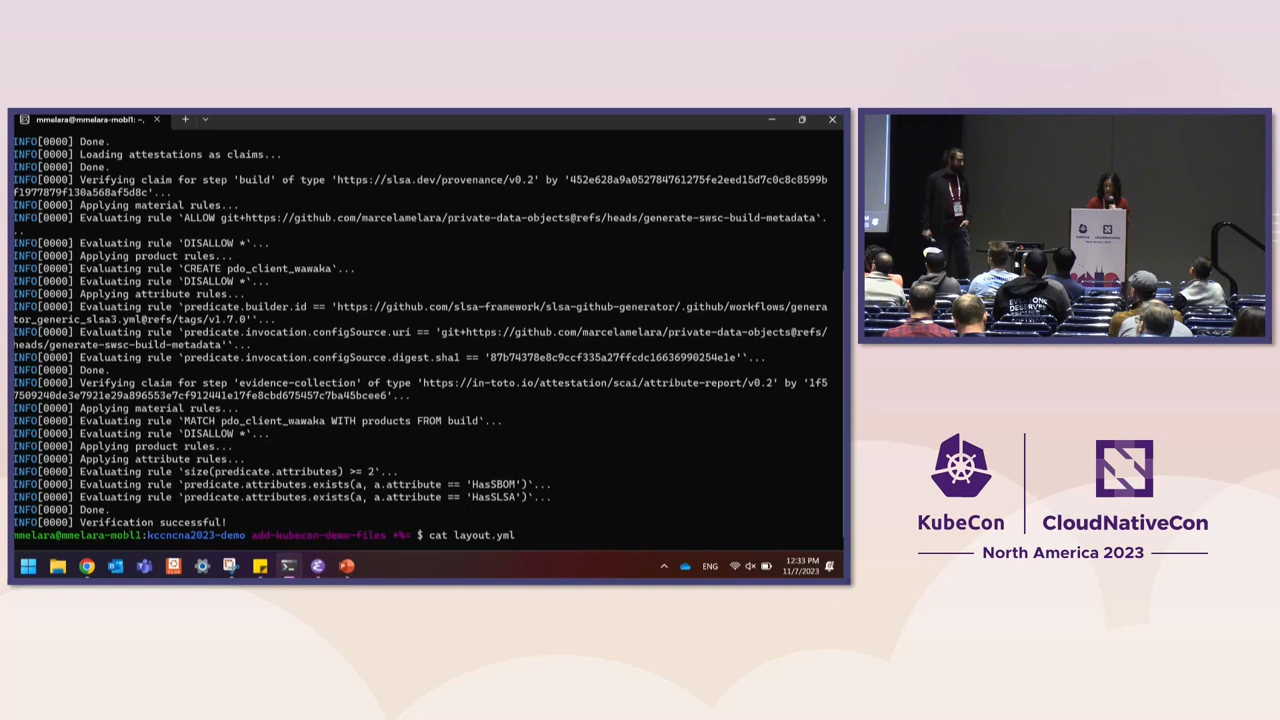 mmelara@mmelara-mobl1: ~,
INFO[0000] Done.
INFO[0000] Loading attestations as claims...
INFO[0000] Done.
INFO[0000] Verifying claim for step 'build' of type 'https://slsa.dev/provenance/v0.2' by '452e628a9a052784761275fe2eed15d7c0c8c8599b
f1977879f130a568af5d8c'...
INFO[0000] Applying material rules...
INFO[0000] Evaluating rule `ALLOW git+https://github.com/marcelamelara/private-data-objects@refs/heads/generate-swsc-build-metadata`.
..
INFO[0000] Evaluating rule `DISALLOW *`...
INFO[0000] Applying product rules...
INFO[0000] Evaluating rule `CREATE pdo_client_wawaka`...
INFO[0000] Evaluating rule `DISALLOW *`...
INFO[0000] Applying attribute rules...
INFO[0000] Evaluating rule `predicate.builder.id == 'https://github.com/slsa-framework/slsa-github-generator/.github/workflows/genera
tor_generic_slsa3.yml@refs/tags/v1.7.0'`...
INFO[0000] Evaluating rule `predicate.invocation.configSource.uri == 'git+https://github.com/marcelamelara/private-data-objects@refs/
heads/generate-swsc-build-metadata'`...
INFO[0000] Evaluating rule `predicate.invocation.configSource.digest.sha1 == '87b74378e8c9ccf335a27ffcdc16636990254e1e'`...
INFO[0000] Done.
INFO[0000] Verifying claim for step 'evidence-collection' of type 'https://in-toto.io/attestation/scai/attribute-report/v0.2' by '1f5
7509240de3e7921e29a896553e7cf912441e17fe8cbd675457c7ba45bcee6'...
INFO[0000] Applying material rules...
INFO[0000] Evaluating rule `MATCH pdo_client_wawaka WITH products FROM build`...
INFO[0000] Evaluating rule `DISALLOW *`...
INFO[0000] Applying product rules...
INFO[0000] Applying attribute rules...
INFO[0000] Evaluating rule `size(predicate.attributes) >= 2`...
INFO[0000] Evaluating rule `predicate.attributes.exists(a, a.attribute == 'HasSBOM')`...
INFO[0000] Evaluating rule `predicate.attributes.exists(a, a.attribute == 'HasSLSA')`...
INFO[0000] Done.
INFO[0000] Verification successful!
mmelara@mmelara-mobl1:kccncna2023-demo add-kubecon-demo-files *%= $ cat layout.yml
ENG
12:33 PM
11/7/2023
KubeCon
CloudNativeCon
North America 2023